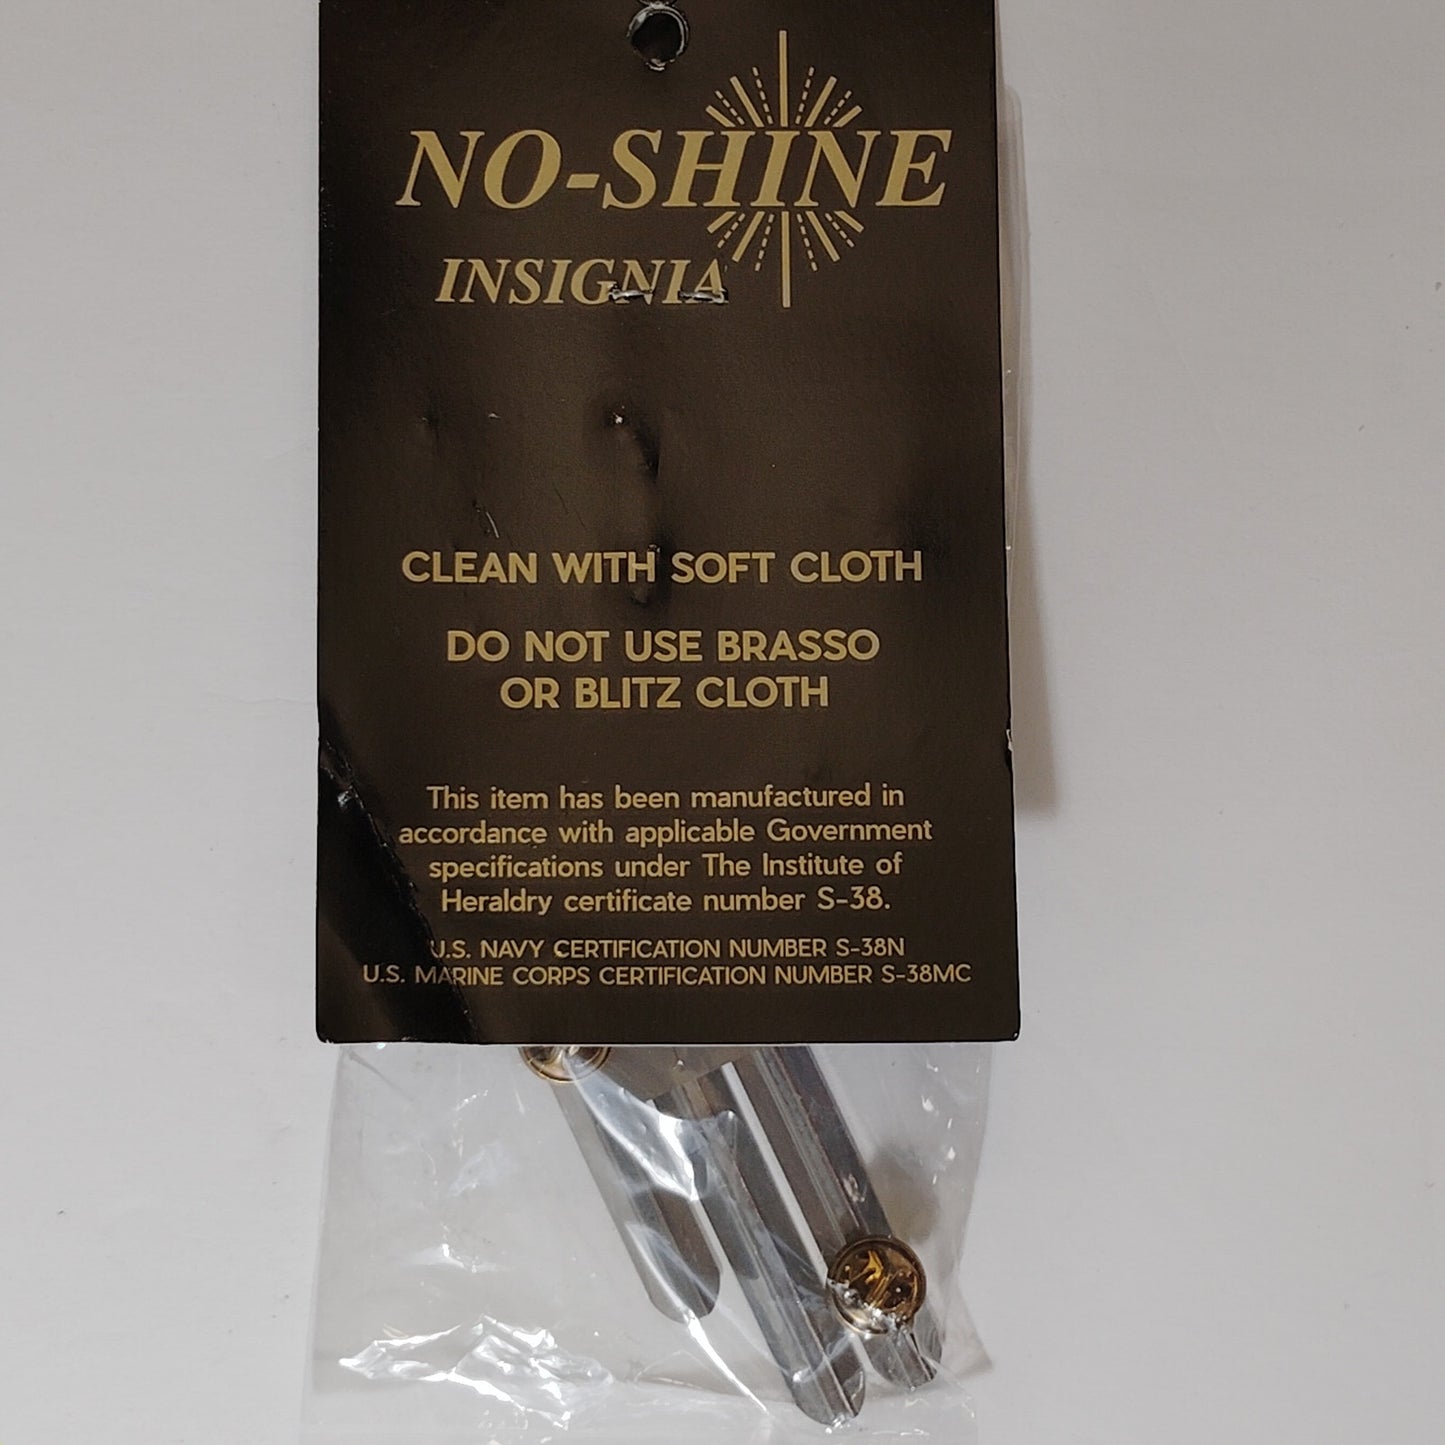 NO-SHINE
INSIGNIA
CLEAN WITH SOFT CLOTH
DO NOT USE BRASSO
OR BLITZ CLOTH
This item has been manufactured in
accordance with applicable Government
specifications under The Institute of
Heraldry certificate number S-38.
U.S. NAVY CERTIFICATION NUMBER S-38N
U.S. MARINE CORPS CERTIFICATION NUMBER S-38MC